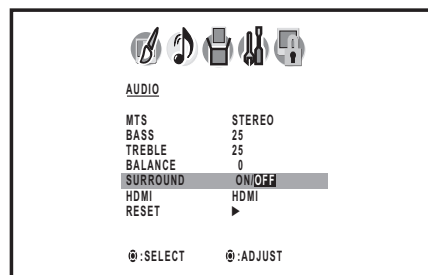 AUDIO
MTS STEREO
BASS 25
TREBLE 25
BALANCE 0
SURROUND ON/OFF
HDMI HDMI
RESET ▶
:SELECT :ADJUST